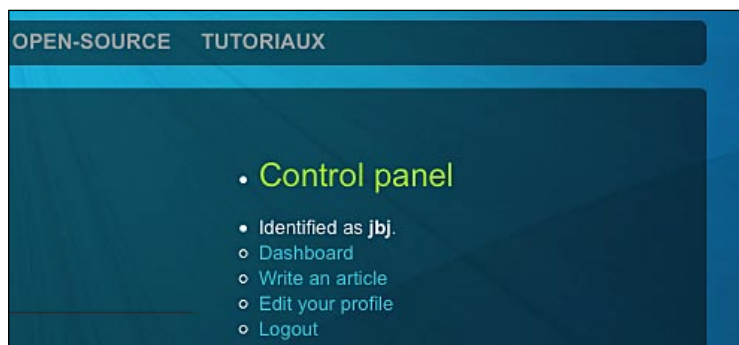 OPEN-SOURCE TUTORIAUX
Control panel
Identified as jbj.
Dashboard
Write an article
Edit your profile
Logout